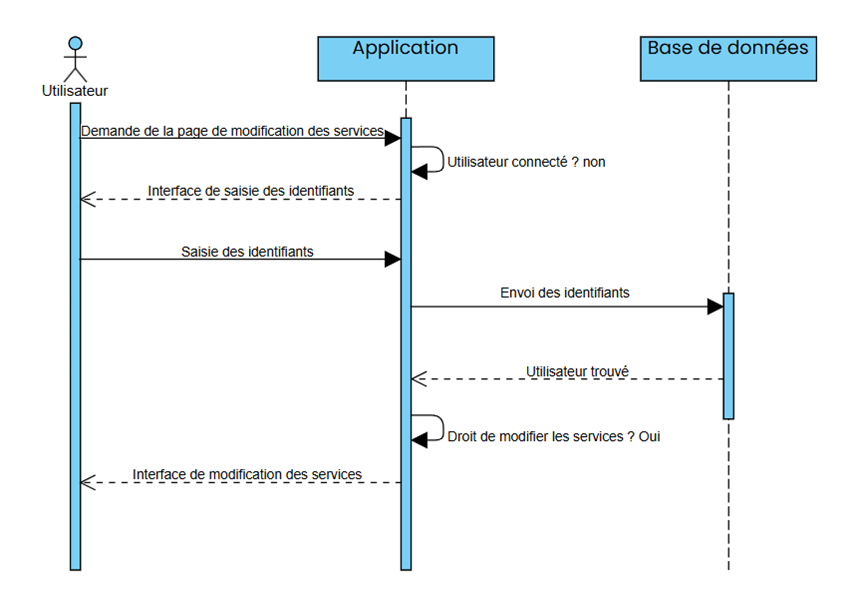 Application
Base de données
Utilisateur
Demande de la page de modification des services
Utilisateur connecté ? non
Interface de saisie des identifiants
Saisie des identifiants
Envoi des identifiants
Utilisateur trouvé
Droit de modifier les services ? Oui
Interface de modification des services